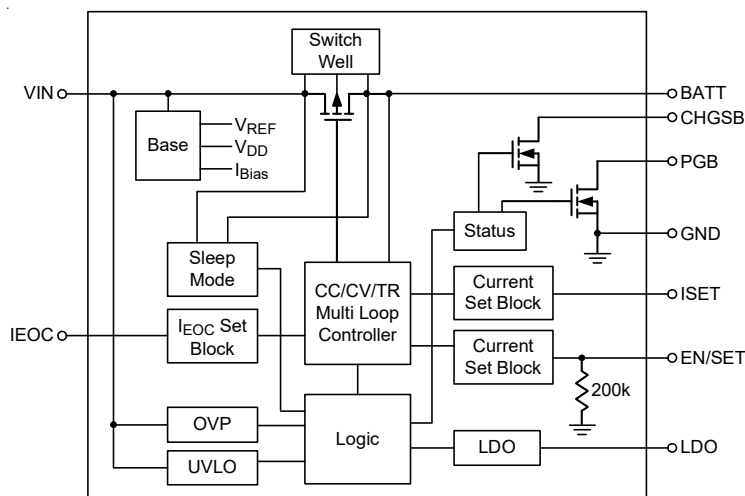 Switch
Well
VIN
BATT
CHGSB
Base
VREF
VDD
IBias
PGB
Status
GND
Sleep
Mode
CC/CV/TR
Multi Loop
Controller
Current
Set Block
ISET
IEOC
IEOC Set
Block
Current
Set Block
EN/SET
200k
OVP
Logic
UVLO
LDO
LDO